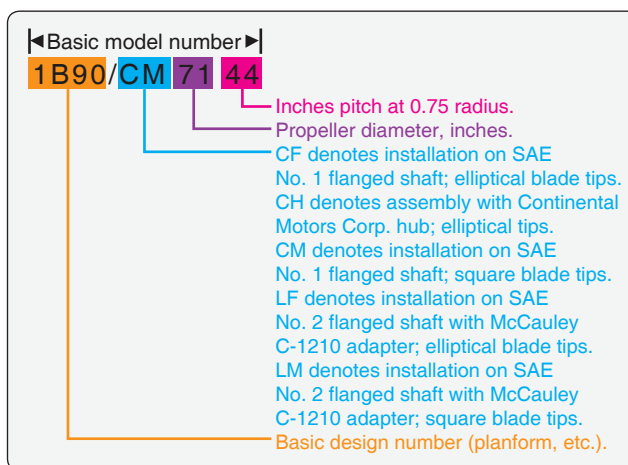 Basic model number
1B90/CM 71 44
Inches pitch at 0.75 radius.
Propeller diameter, inches.
CF denotes installation on SAE
No. 1 flanged shaft; elliptical blade tips.
CH denotes assembly with Continental
Motors Corp. hub; elliptical tips.
CM denotes installation on SAE
No. 1 flanged shaft; square blade tips.
LF denotes installation on SAE
No. 2 flanged shaft with McCauley
C-1210 adapter; elliptical blade tips.
LM denotes installation on SAE
No. 2 flanged shaft with McCauley
C-1210 adapter; square blade tips.
Basic design number (planform, etc.).